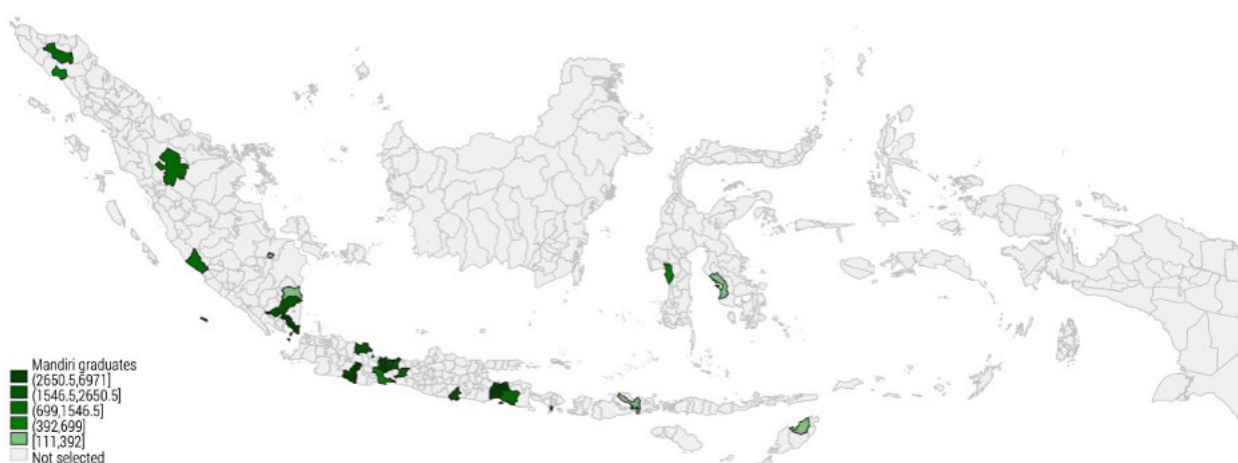 Mandiri graduates
(2650.5,6971]
(1546.5,2650.5]
(699,1546.5]
(392,699]
[111,392]
Not selected